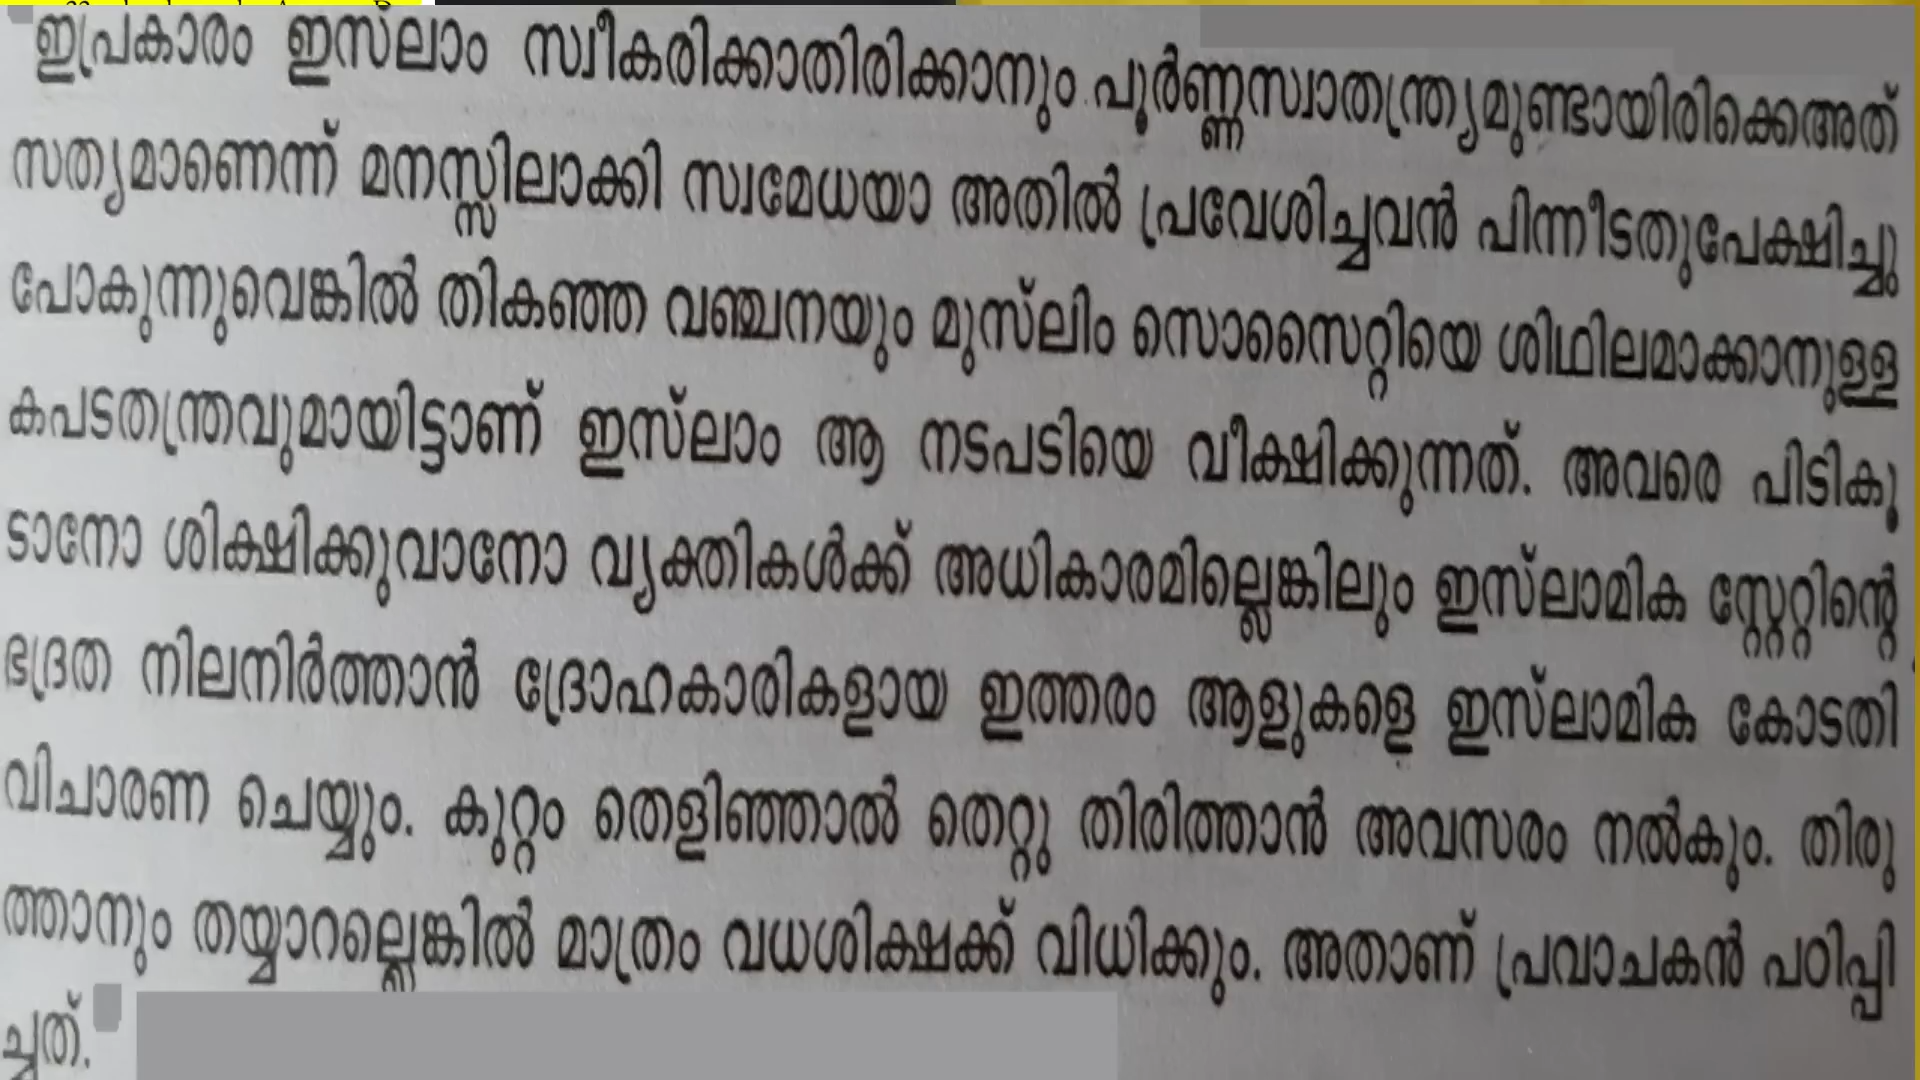 ഇപ്രകാരം ഇസ്‌ലാം സ്വീകരിക്കാതിരിക്കാനും പൂർണ്ണസ്വാതന്ത്ര്യമുണ്ടായിരിക്കെഅത്
സത്യമാണെന്ന് മനസ്സിലാക്കി സ്വമേധയാ അതിൽ പ്രവേശിച്ചവൻ പിന്നീടതുപേക്ഷിച്ചു
പോകുന്നുവെങ്കിൽ തികഞ്ഞ വഞ്ചനയും മുസ്‌ലിം സൊസൈറ്റിയെ ശിഥിലമാക്കാനുള്ള
കപടതന്ത്രവുമായിട്ടാണ് ഇസ്‌ലാം ആ നടപടിയെ വീക്ഷിക്കുന്നത്. അവരെ പിടികൂ
ടാനോ ശിക്ഷിക്കുവാനോ വ്യക്തികൾക്ക് അധികാരമില്ലെങ്കിലും ഇസ്‌ലാമിക സ്റ്റേറ്റിന്റെ
ഭദ്രത നിലനിർത്താൻ ദ്രോഹകാരികളായ ഇത്തരം ആളുകളെ ഇസ്‌ലാമിക കോടതി
വിചാരണ ചെയ്യും. കുറ്റം തെളിഞ്ഞാൽ തെറ്റു തിരിത്താൻ അവസരം നൽകും. തിരു
ത്താനും തയ്യാറല്ലെങ്കിൽ മാത്രം വധശിക്ഷക്ക് വിധിക്കും. അതാണ് പ്രവാചകൻ പഠിപ്പി
ച്ചത്.